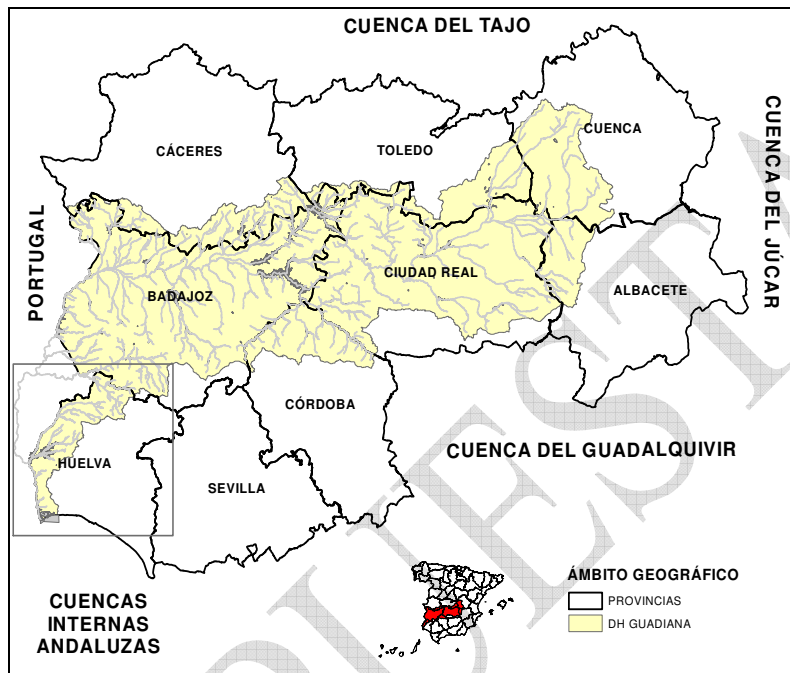 CUENCA DEL TAJO
CUENCA
CÁCERES
TOLEDO
CUENCA DEL JÚCAR
PORTUGAL
CIUDAD REAL
BADAJOZ
ALBACETE
CÓRDOBA
CUENCA DEL GUADALQUIVIR
HUELVA
SEVILLA
ÁMBITO GEOGRÁFICO
PROVINCIAS
DH GUADIANA
CUENCAS
INTERNAS
ANDALUZAS